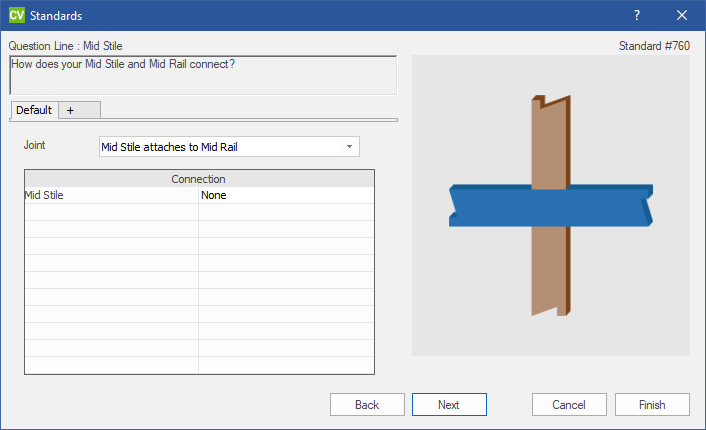 CV Standards ?
Question Line : Mid Stile
Standard #760
How does your Mid Stile and Mid Rail connect?
Default +
Joint Mid Stile attaches to Mid Rail
Connection
Mid Stile None
Back Next Cancel Finish